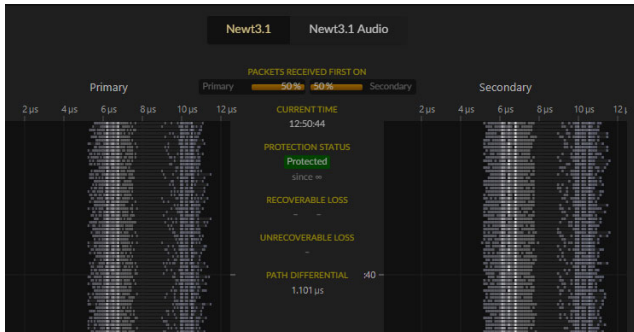 Newt3.1 Newt3.1 Audio
PACKETS RECEIVED FIRST ON
Primary Primary 50% 50% Secondary Secondary
2 µs 4 µs 6 µs 8 µs 10 µs 12 µs CURRENT TIME 2 µs 4 µs 6 µs 8 µs 10 µs 12 µ
12:50:44
PROTECTION STATUS
Protected
since ∞
RECOVERABLE LOSS
– –
UNRECOVERABLE LOSS
–
PATH DIFFERENTIAL :40
1.101 µs